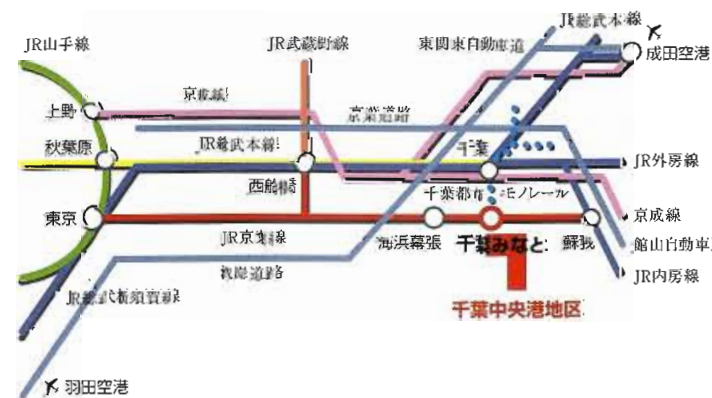 JR総武本線
JR山手線
JR武蔵野線
東関東自動車道
成田空港
上野
京成線
京葉道路
秋葉原
JR総武本線
千葉
JR外房線
西船橋
千葉都市モノレール
東京
京成線
JR京葉線
海浜幕張
千葉みなと
蘇我
館山自動車
湾岸道路
JR内房線
JR総武横須賀線
千葉中央港地区
羽田空港